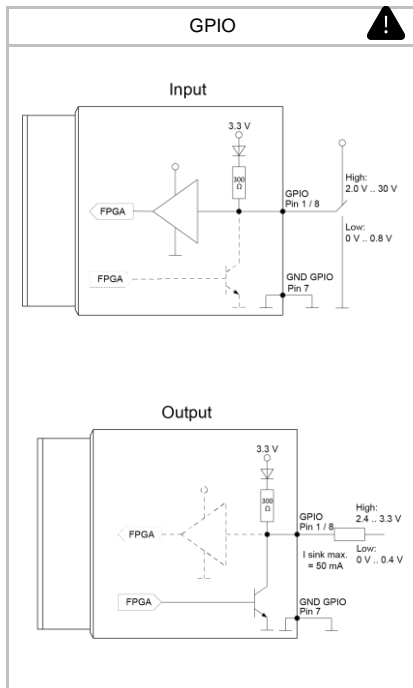 GPIO
!
Input
3.3 V
300
Ω
FPGA
GPIO
Pin 1 / 8
High:
2.0 V .. 30 V
Low:
0 V .. 0.8 V
FPGA
GND GPIO
Pin 7
Output
3.3 V
300
Ω
GPIO
Pin 1 / 8
High:
2.4 .. 3.3 V
FPGA
I sink max.
= 50 mA
Low:
0 V .. 0.4 V
FPGA
GND GPIO
Pin 7